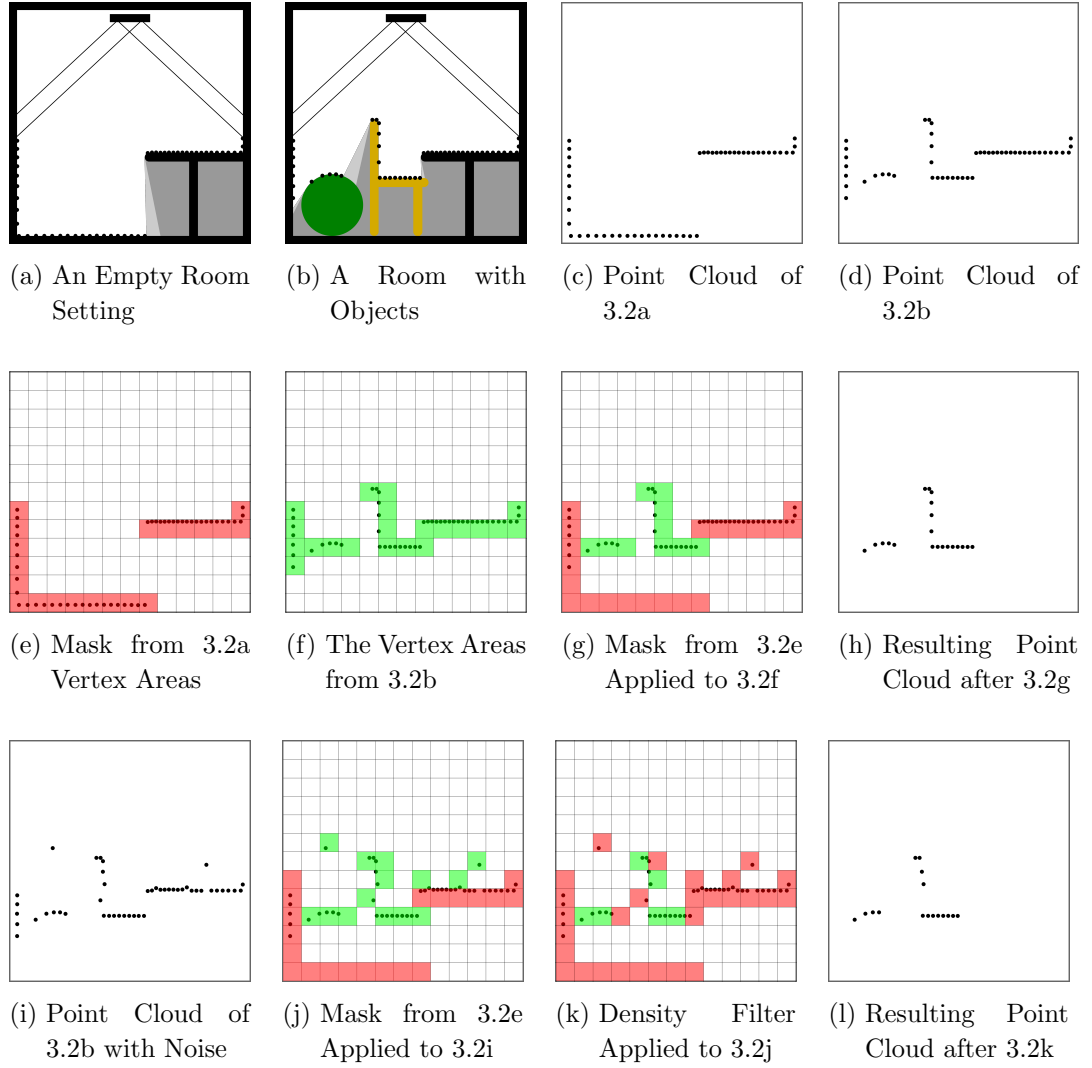 (a) An Empty Room
Setting
(b) A Room with
Objects
(c) Point Cloud of
3.2a
(d) Point Cloud of
3.2b
(e) Mask from 3.2a
Vertex Areas
(f) The Vertex Areas
from 3.2b
(g) Mask from 3.2e
Applied to 3.2f
(h) Resulting Point
Cloud after 3.2g
(i) Point Cloud of
3.2b with Noise
(j) Mask from 3.2e
Applied to 3.2i
(k) Density Filter
Applied to 3.2j
(l) Resulting Point
Cloud after 3.2k